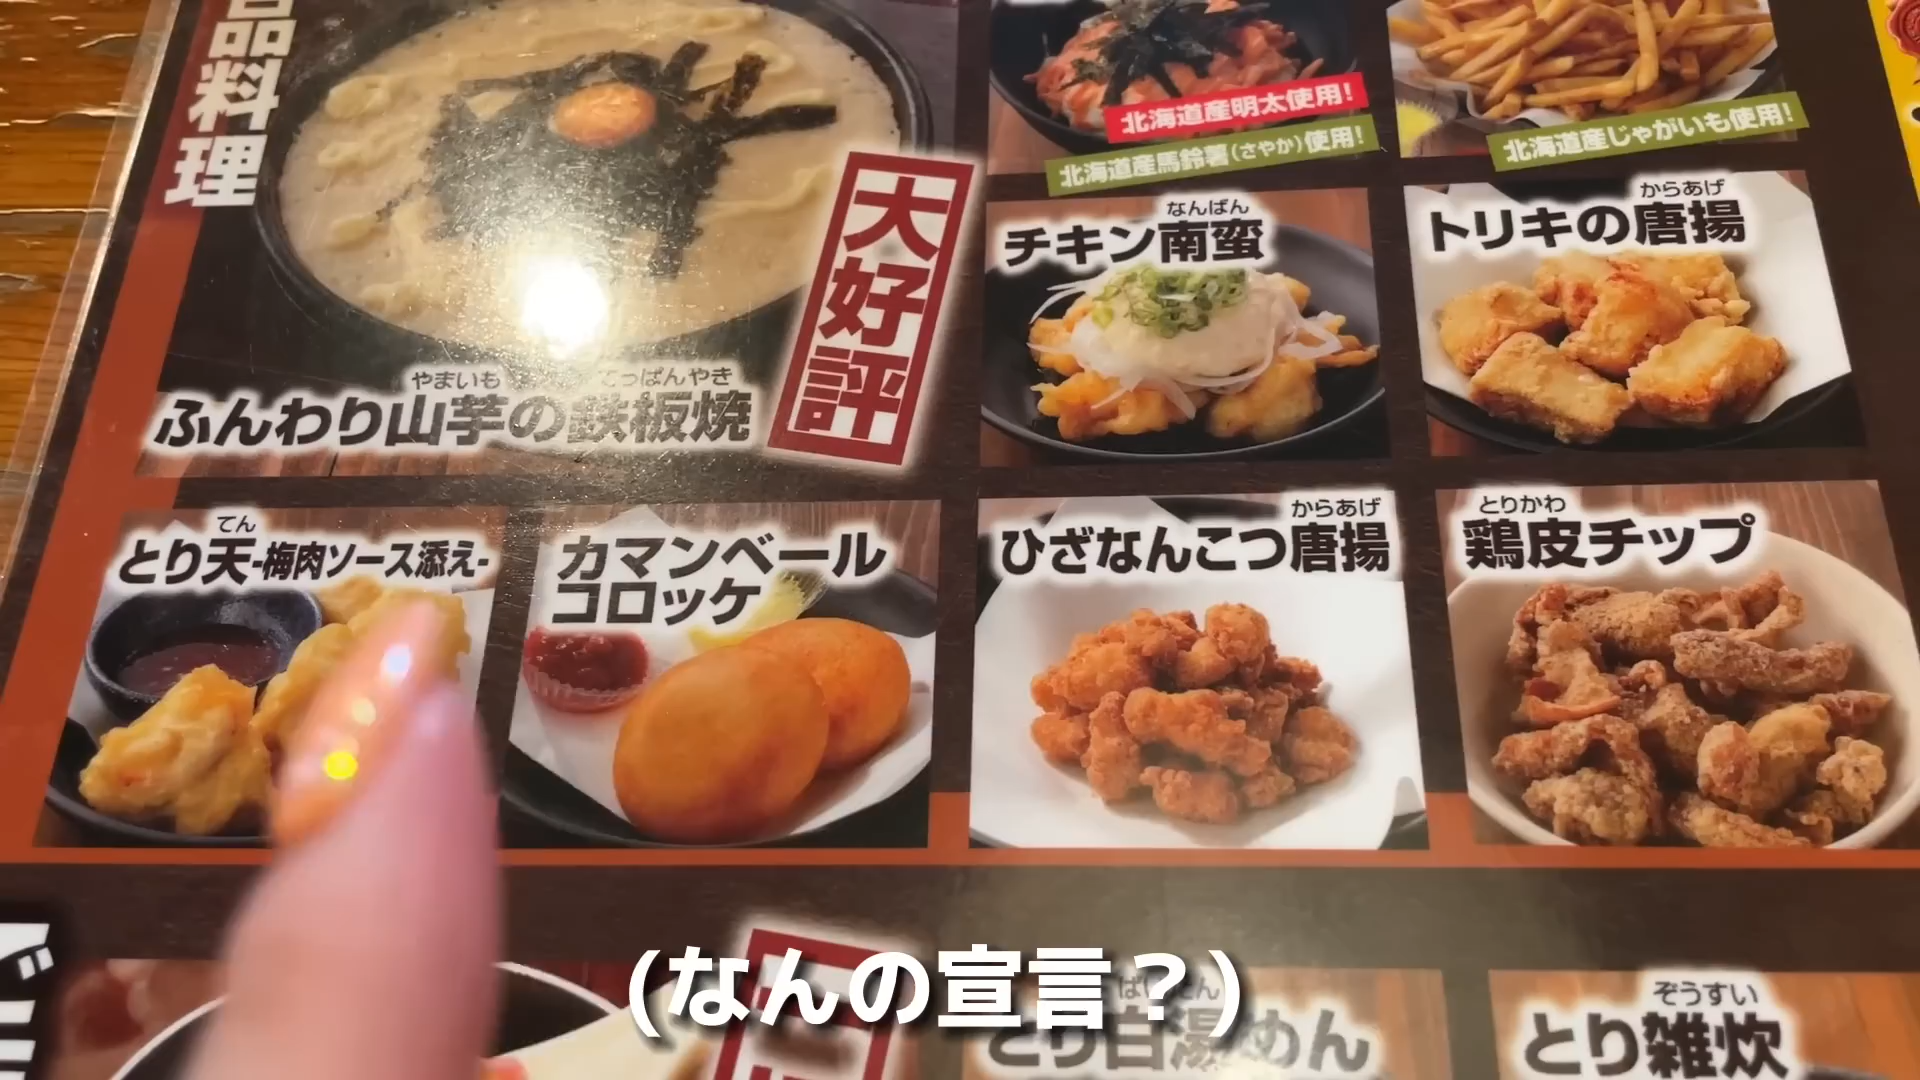 品料理
北海道産明太使用!
北海道産馬鈴薯(さやか)使用!
北海道産じゃがいも使用!
大好評
なんばん
チキン南蛮
からあげ
トリキの唐揚
やまいも てっぱんやき
ふんわり山芋の鉄板焼
てん
とり天-梅肉ソース添え-
カマンベール
コロッケ
からあげ
ひざなんこつ唐揚
とりかわ
鶏皮チップ
(なんの宣言？)
とり白湯めん
ぞうすい
とり雑炊